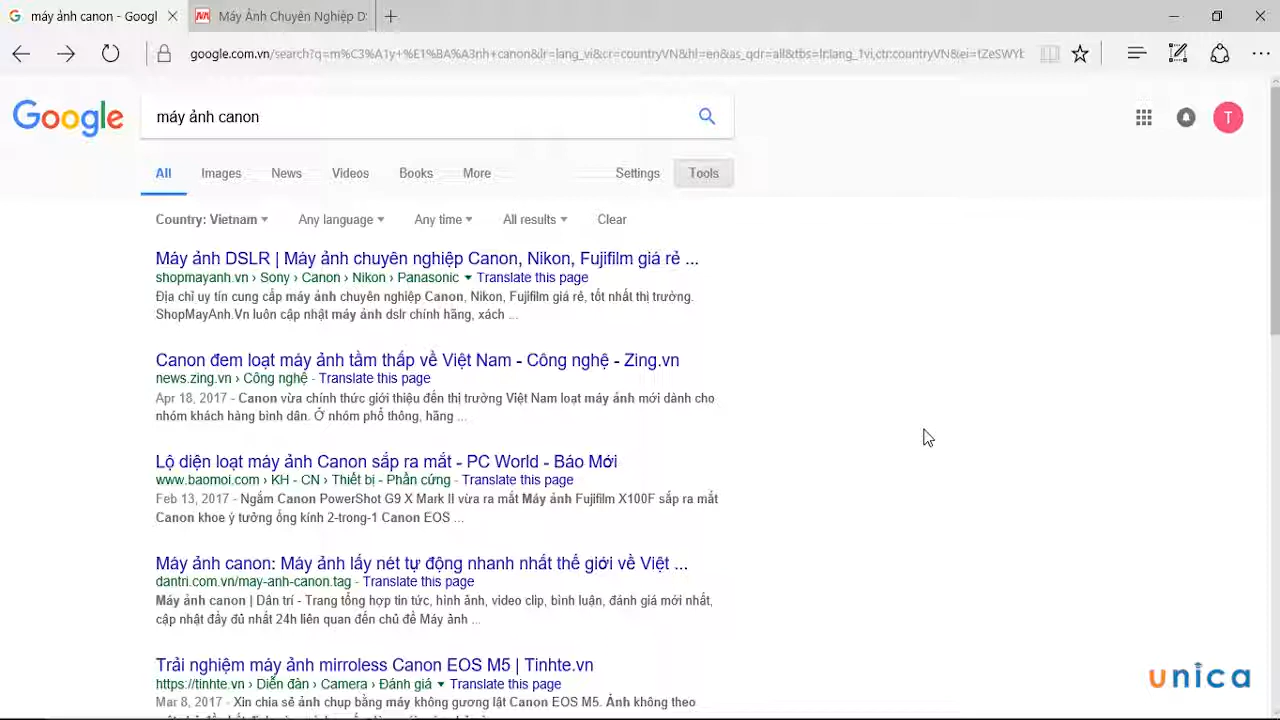 máy ảnh canon - Googl
Máy Ảnh Chuyên Nghiệp DS
google.com.vn/search?q=m%C3%A1y+%E1%BA%A3nh+canon&lr=lang_vi&cr=countryVN&hl=en&as_qdr=all&tbs=lr:lang_1vi,ctr:countryVN&ei=tZeSWYb
Google
máy ảnh canon
T
All Images News Videos Books More Settings Tools
Country: Vietnam Any language Any time All results Clear
Máy ảnh DSLR | Máy ảnh chuyên nghiệp Canon, Nikon, Fujifilm giá rẻ ...
shopmayanh.vn › Sony › Canon › Nikon › Panasonic Translate this page
Địa chỉ uy tín cung cấp máy ảnh chuyên nghiệp Canon, Nikon, Fujifilm giá rẻ, tốt nhất thị trường.
ShopMayAnh.Vn luôn cập nhật máy ảnh dslr chính hãng, xách ...
Canon đem loạt máy ảnh tầm thấp về Việt Nam - Công nghệ - Zing.vn
news.zing.vn › Công nghệ - Translate this page
Apr 18, 2017 - Canon vừa chính thức giới thiệu đến thị trường Việt Nam loạt máy ảnh mới dành cho
nhóm khách hàng bình dân. Ở nhóm phổ thông, hãng ...
Lộ diện loạt máy ảnh Canon sắp ra mắt - PC World - Báo Mới
www.baomoi.com › KH - CN › Thiết bị - Phần cứng - Translate this page
Feb 13, 2017 - Ngắm Canon PowerShot G9 X Mark II vừa ra mắt Máy ảnh Fujifilm X100F sắp ra mắt
Canon khoe ý tưởng ống kính 2-trong-1 Canon EOS ...
Máy ảnh canon: Máy ảnh lấy nét tự động nhanh nhất thế giới về Việt ...
dantri.com.vn/may-anh-canon.tag - Translate this page
Máy ảnh canon | Dân trí - Trang tổng hợp tin tức, hình ảnh, video clip, bình luận, đánh giá mới nhất,
cập nhật đầy đủ nhất 24h liên quan đến chủ đề Máy ảnh ...
Trải nghiệm máy ảnh mirroless Canon EOS M5 | Tinhte.vn
https://tinhte.vn › Diễn đàn › Camera › Đánh giá Translate this page
Mar 8, 2017 - Xin chia sẻ ảnh chụp bằng máy không gương lật Canon EOS M5. Ảnh không theo
unica